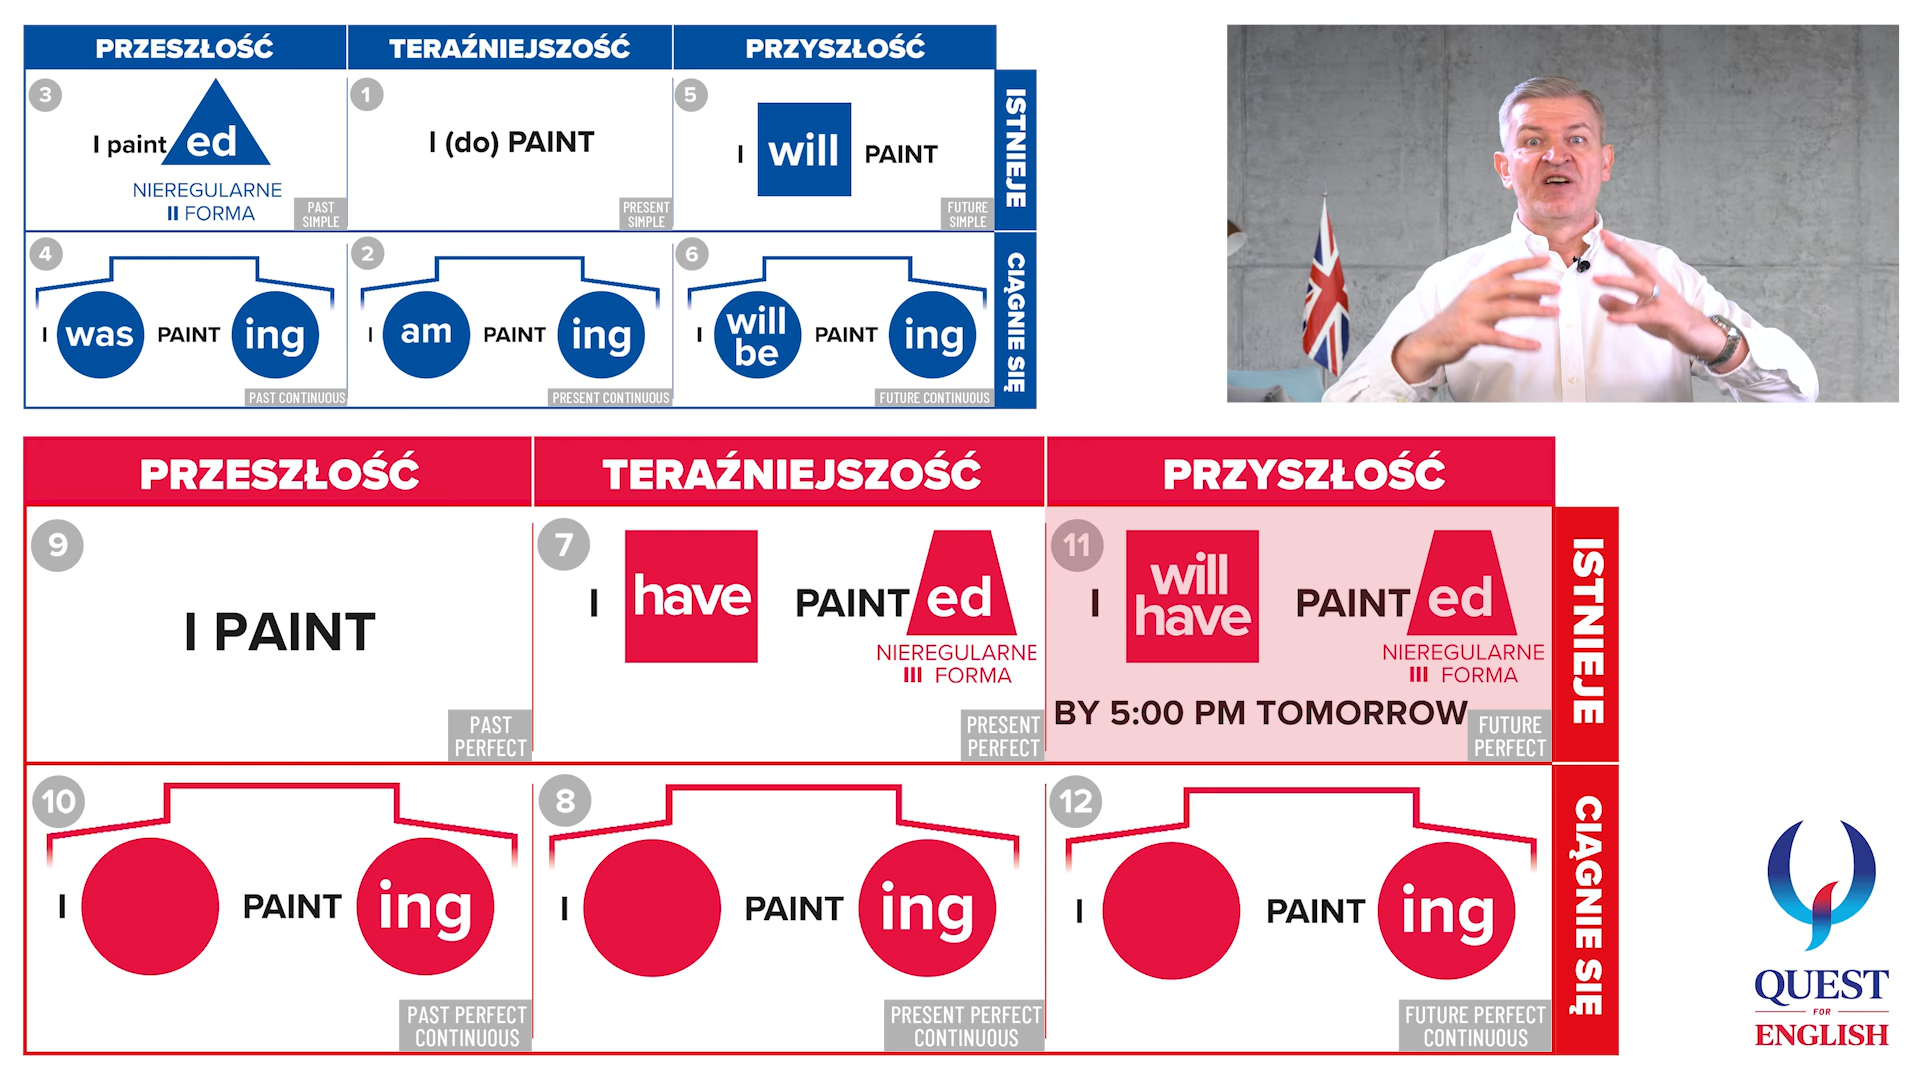 PRZESZŁOŚĆ
TERAŹNIEJSZOŚĆ
PRZYSZŁOŚĆ
3
I paint ed
NIEREGULARNE
II FORMA
PAST
SIMPLE
1
I (do) PAINT
PRESENT
SIMPLE
5
I will PAINT
FUTURE
SIMPLE
ISTNIEJE
4
I was PAINT ing
PAST CONTINUOUS
2
I am PAINT ing
PRESENT CONTINUOUS
6
I will be PAINT ing
FUTURE CONTINUOUS
CIĄGNIE SIĘ
PRZESZŁOŚĆ
TERAŹNIEJSZOŚĆ
PRZYSZŁOŚĆ
9
I PAINT
PAST
PERFECT
7
I have PAINT ed
NIEREGULARNE
III FORMA
PRESENT
PERFECT
11
I will have PAINT ed
NIEREGULARNE
III FORMA
BY 5:00 PM TOMORROW
FUTURE
PERFECT
ISTNIEJE
10
I PAINT ing
PAST PERFECT
CONTINUOUS
8
I PAINT ing
PRESENT PERFECT
CONTINUOUS
12
I PAINT ing
FUTURE PERFECT
CONTINUOUS
CIĄGNIE SIĘ
QUEST
FOR
ENGLISH